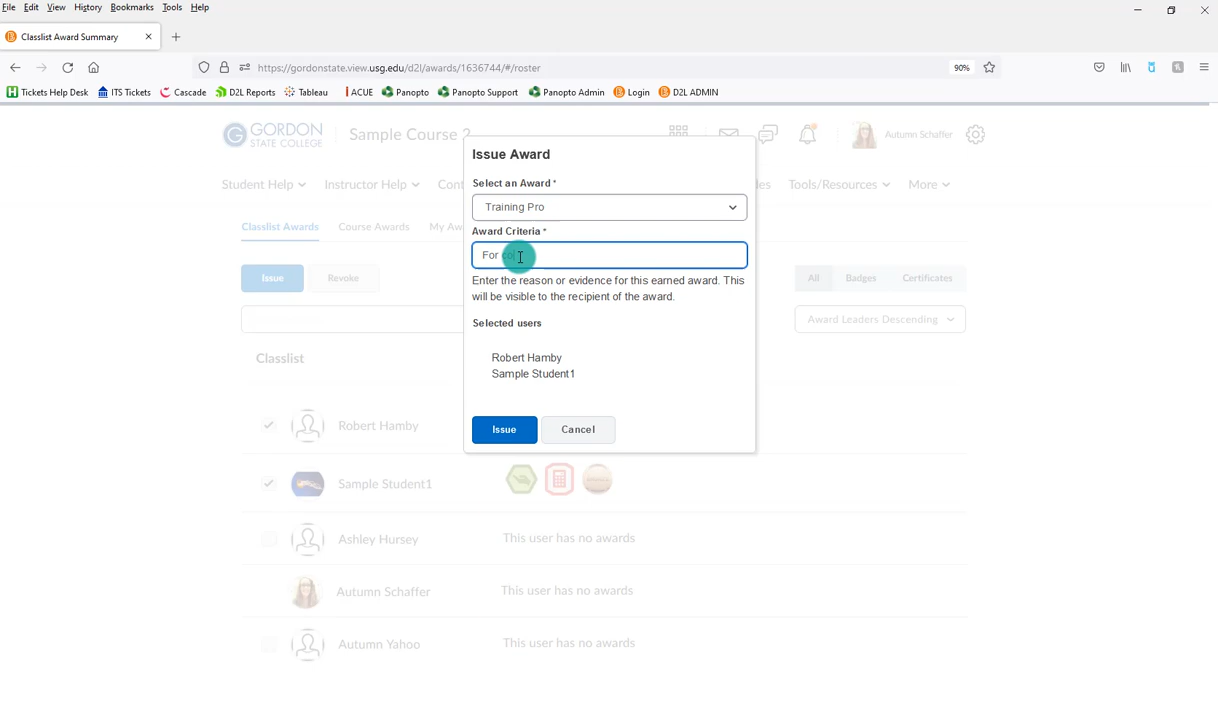 File Edit View History Bookmarks Tools Help
Classlist Award Summary
https://gordonstate.view.usg.edu/d2l/awards/1636744/#/roster
90%
Tickets Help Desk ITS Tickets Cascade D2L Reports Tableau ACUE Panopto Panopto Support Panopto Admin Login D2L ADMIN
GORDON
STATE COLLEGE
Sample Course 2
Autumn Schaffer
Student Help Instructor Help Tools/Resources More
Classlist Awards Course Awards
Issue Revoke
All Badges Certificates
Award Leaders Descending
Classlist
Issue Award
Select an Award *
Training Pro
Award Criteria *
For co
Enter the reason or evidence for this earned award. This
will be visible to the recipient of the award.
Selected users
Robert Hamby
Sample Student1
Issue Cancel
Robert Hamby
Sample Student1
Ashley Hursey This user has no awards
Autumn Schaffer This user has no awards
Autumn Yahoo This user has no awards